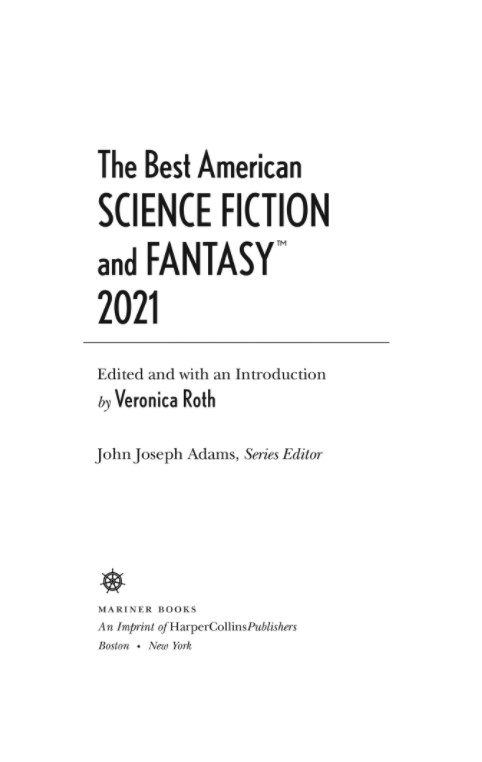 The Best American
SCIENCE FICTION
and FANTASY™
2021
Edited and with an Introduction
by Veronica Roth
John Joseph Adams, Series Editor
MARINER BOOKS
An Imprint of HarperCollinsPublishers
Boston • New York